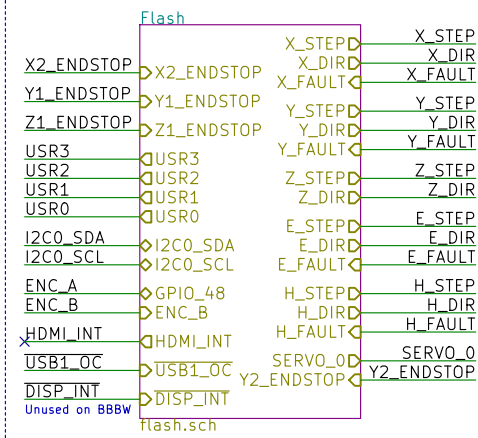 Flash
X2_ENDSTOP X2_ENDSTOP
Y1_ENDSTOP Y1_ENDSTOP
Z1_ENDSTOP Z1_ENDSTOP
USR3 USR3
USR2 USR2
USR1 USR1
USR0 USR0
I2C0_SDA I2C0_SDA
I2C0_SCL I2C0_SCL
ENC_A GPIO_48
ENC_B ENC_B
HDMI_INT HDMI_INT
USB1_OC USB1_OC
DISP_INT DISP_INT
Unused on BBBW
X_STEP X_STEP
X_DIR X_DIR
X_FAULT X_FAULT
Y_STEP Y_STEP
Y_DIR Y_DIR
Y_FAULT Y_FAULT
Z_STEP Z_STEP
Z_DIR Z_DIR
E_STEP E_STEP
E_DIR E_DIR
E_FAULT E_FAULT
H_STEP H_STEP
H_DIR H_DIR
H_FAULT H_FAULT
SERVO_0 SERVO_0
Y2_ENDSTOP Y2_ENDSTOP
flash.sch